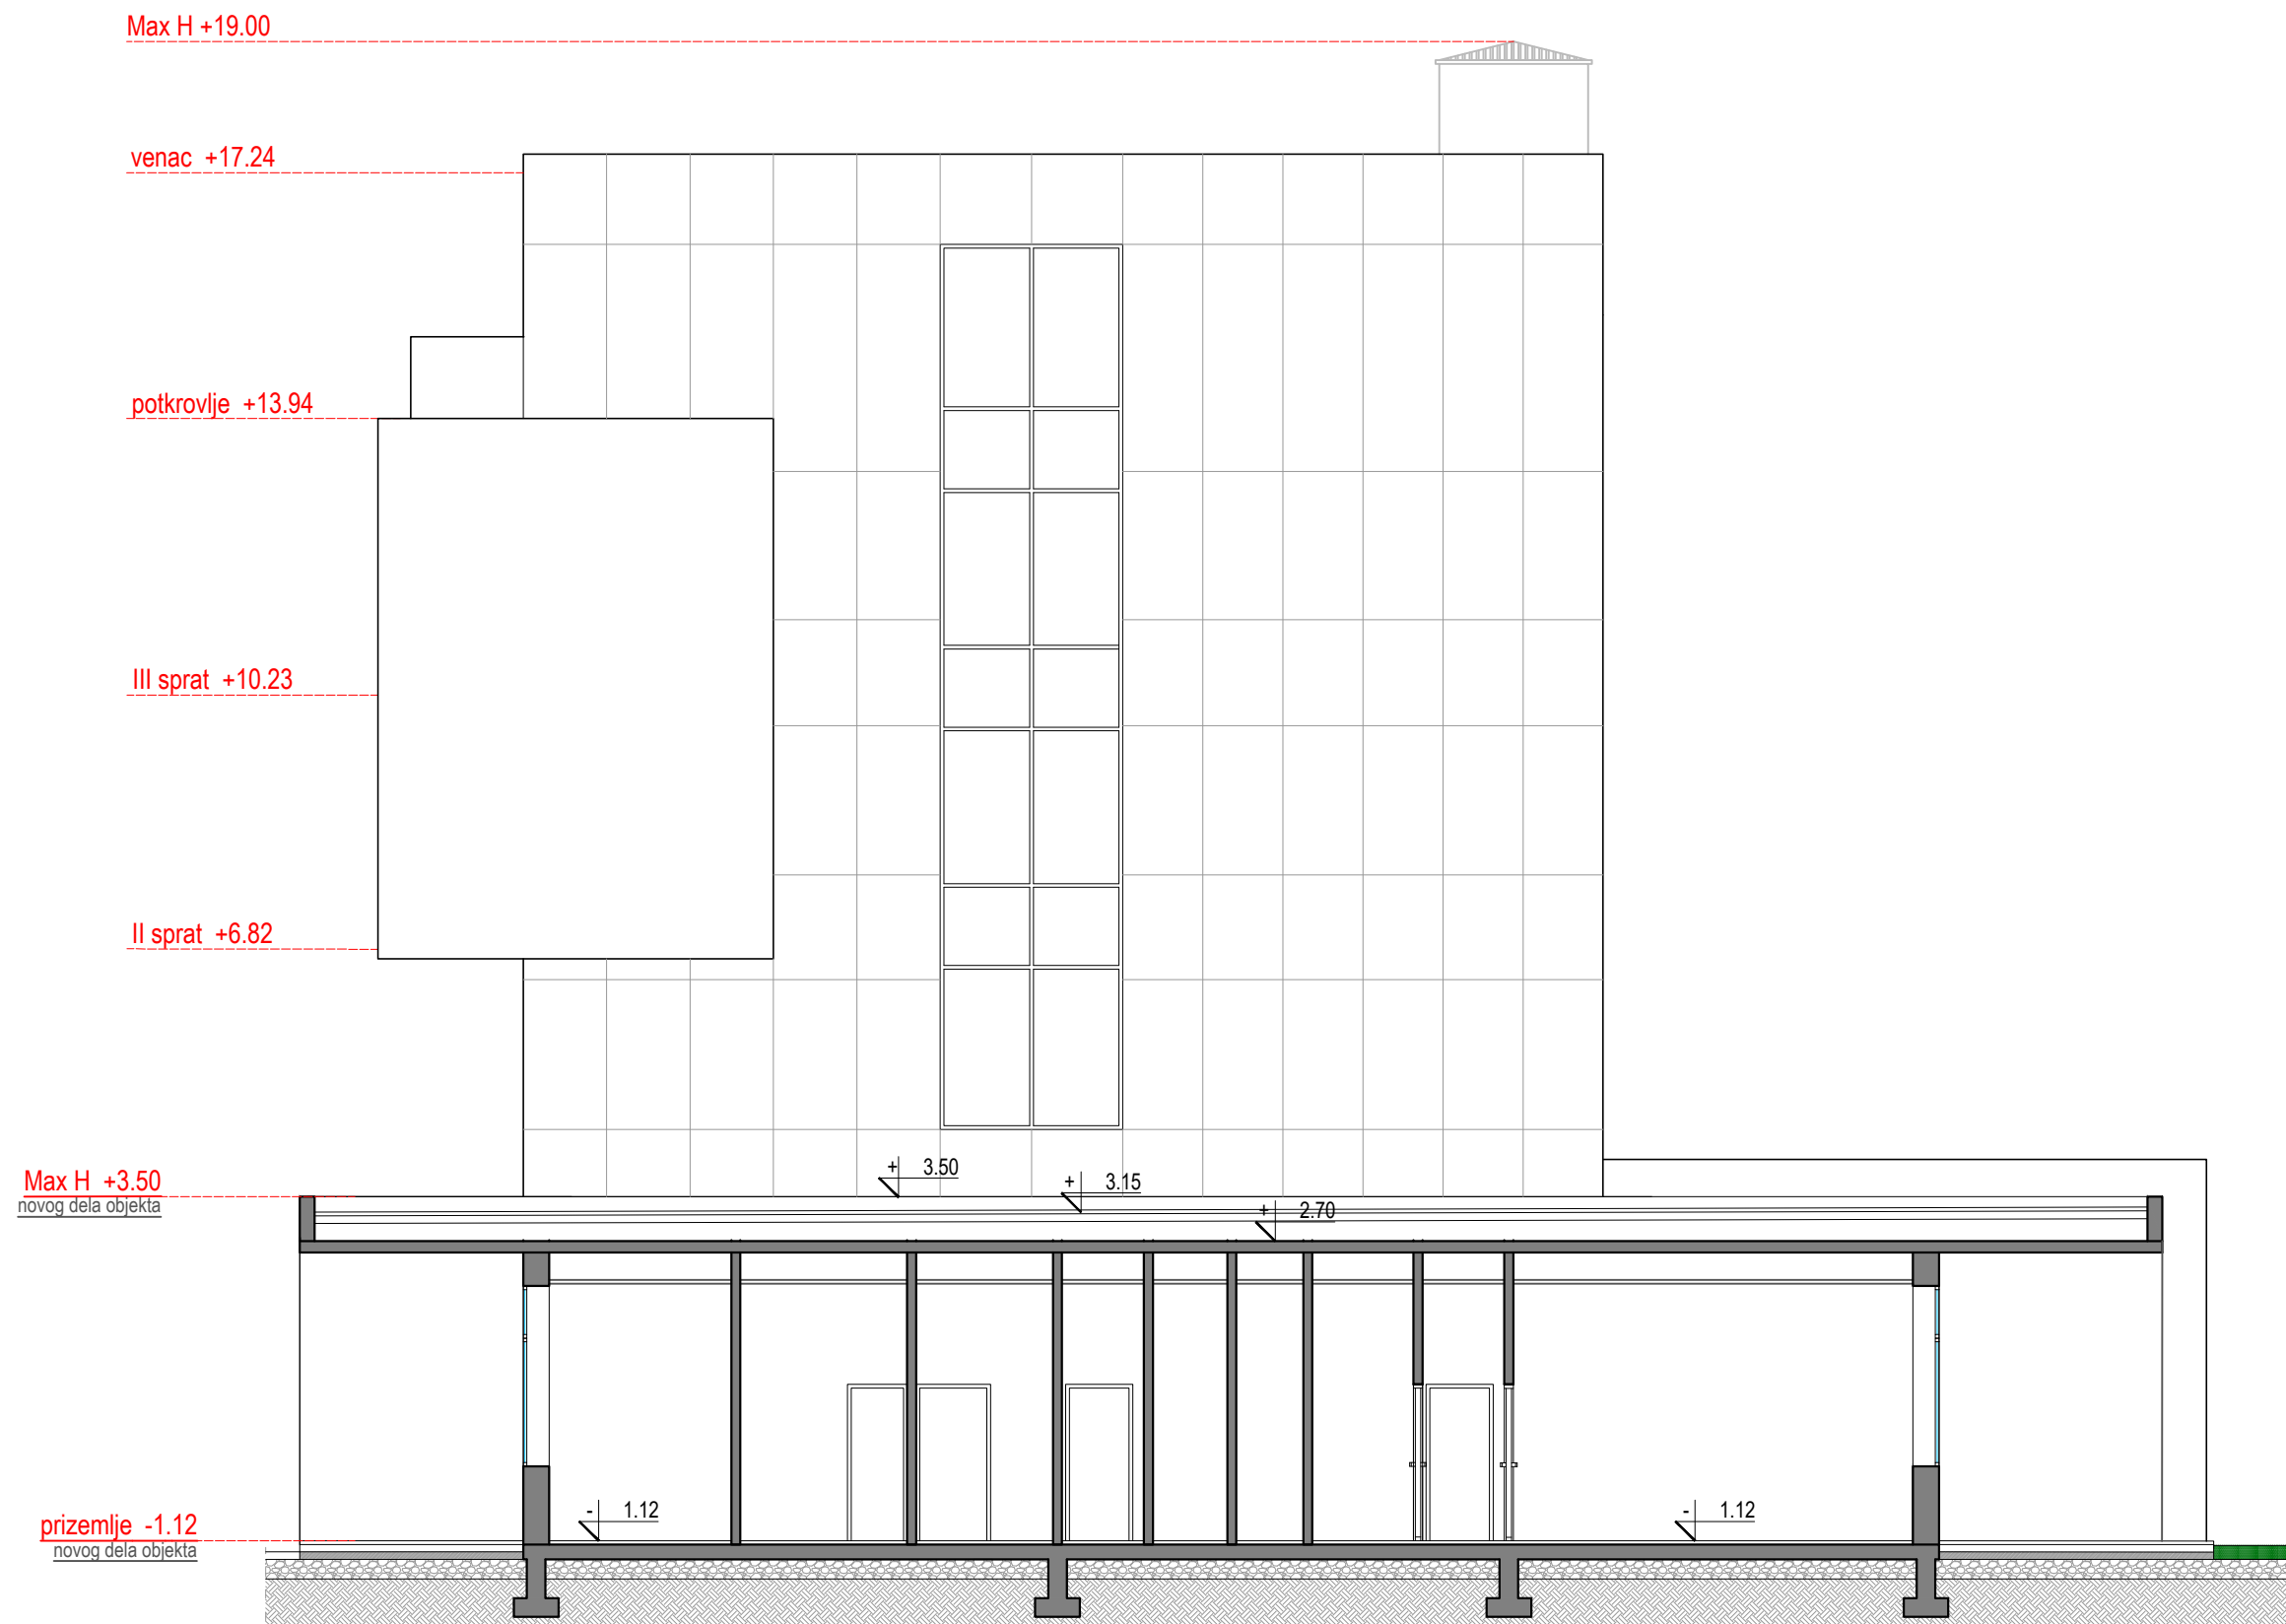 Max H +19.00
venac +17.24
potkrovlje +13.94
III sprat +10.23
II sprat +6.82
+ 3.50
+ 3.15
Max H +3.50
novog dela objekta
+ 2.70
- 1.12
- 1.12
prizemlje -1.12
novog dela objekta